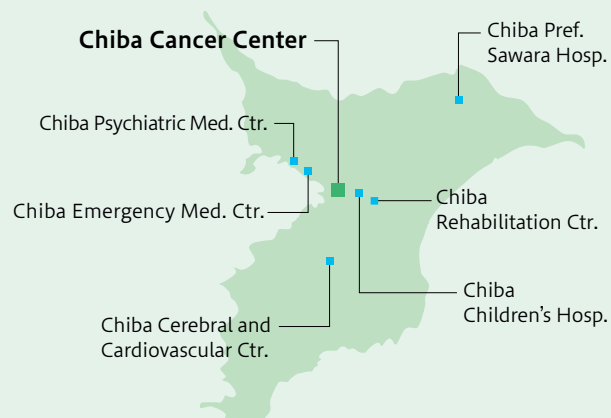 Chiba Cancer Center
Chiba Pref.
Sawara Hosp.
Chiba Psychiatric Med. Ctr.
Chiba Emergency Med. Ctr.
Chiba
Rehabilitation Ctr.
Chiba
Children's Hosp.
Chiba Cerebral and
Cardiovascular Ctr.